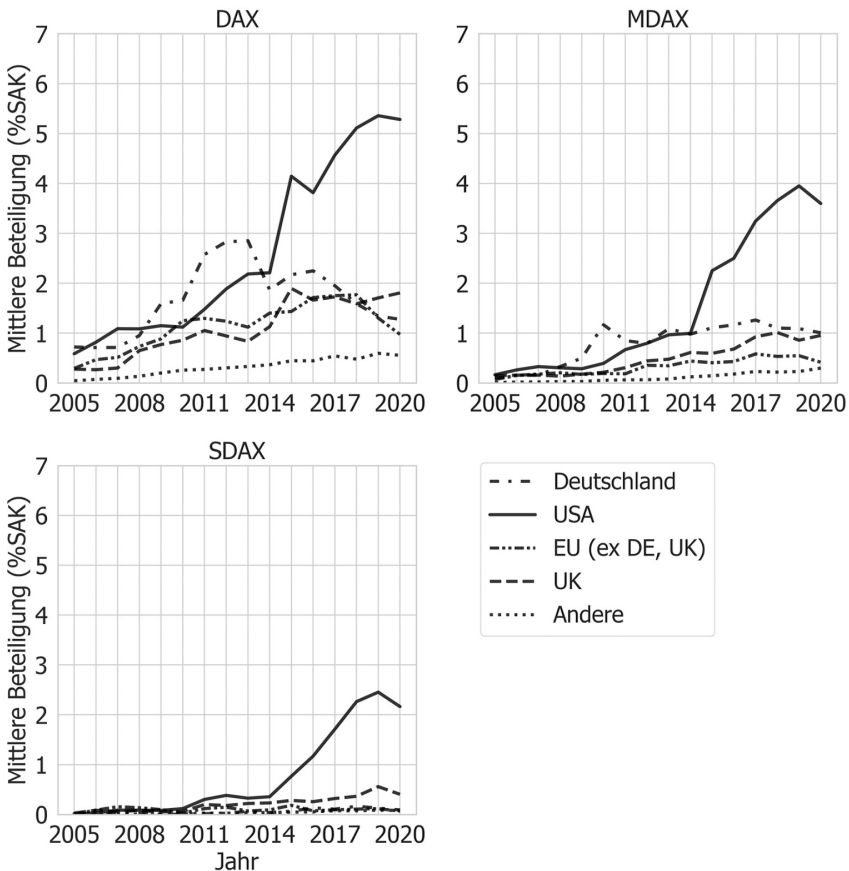 DAX
Mittlere Beteiligung (%SAK)
7
6
5
4
3
2
1
0
2005 2008 2011 2014 2017 2020
MDAX
Mittlere Beteiligung (%SAK)
7
6
5
4
3
2
1
0
2005 2008 2011 2014 2017 2020
SDAX
Mittlere Beteiligung (%SAK)
7
6
5
4
3
2
1
0
2005 2008 2011 2014 2017 2020
Jahr
Deutschland
USA
EU (ex DE, UK)
UK
Andere